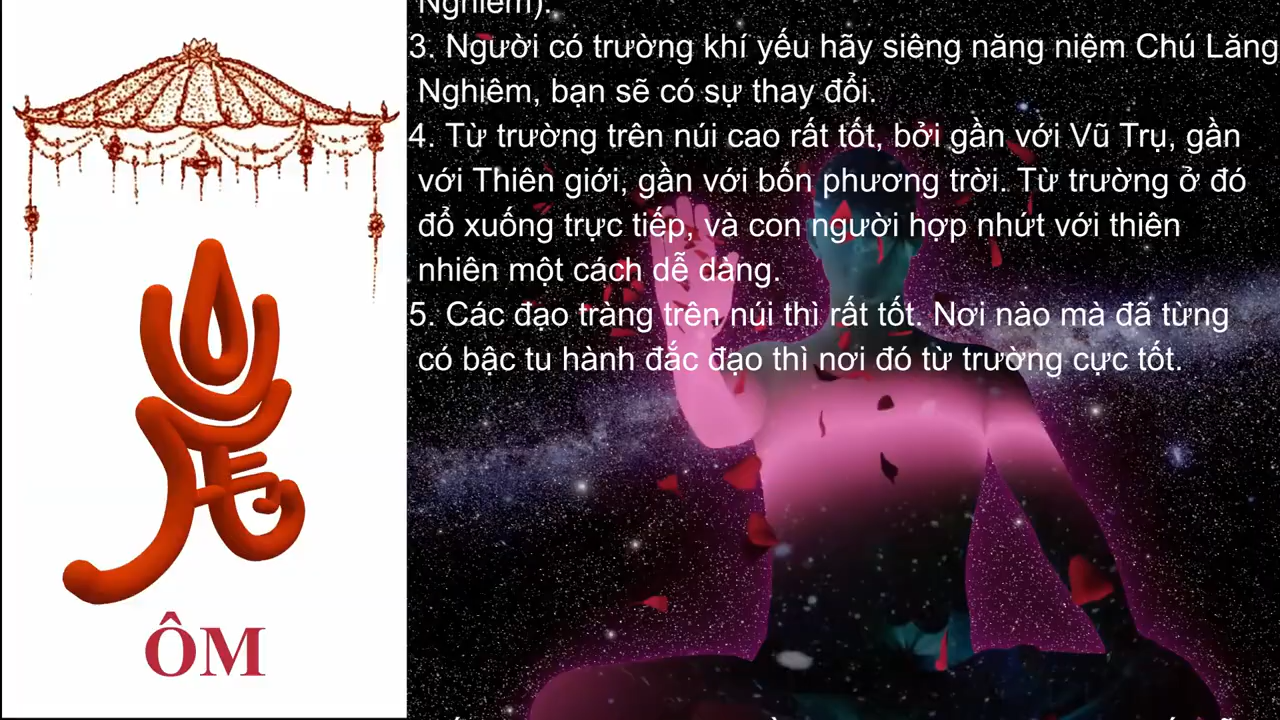 Nghiêm).
3. Người có trường khí yếu hãy siêng năng niệm Chú Lăng
Nghiêm, bạn sẽ có sự thay đổi.
4. Từ trường trên núi cao rất tốt, bởi gần với Vũ Trụ, gần
với Thiên giới, gần với bốn phương trời. Từ trường ở đó
đổ xuống trực tiếp, và con người hợp nhứt với thiên
nhiên một cách dễ dàng.
5. Các đạo tràng trên núi thì rất tốt. Nơi nào mà đã từng
có bậc tu hành đắc đạo thì nơi đó từ trường cực tốt.
ÔM